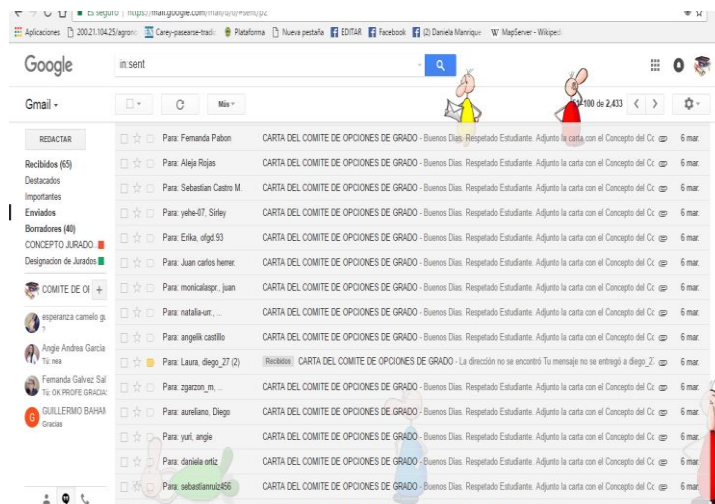 Es seguro | https://mail.google.com/mail/u/0/#sent/p2
Aplicaciones 200.21.104.25/agronc Carey-pasearse-tradi Plataforma Nueva pestaña EDITAR Facebook (2) Daniela Manrique W MapServer - Wikiped
Google in:sent
Gmail Más 51-100 de 2,433
REDACTAR
Recibidos (65)
Destacados
Importantes
Enviados
Borradores (40)
CONCEPTO JURADO...
Designacion de Jurados
COMITE DE OI +
esperanza camelo gu
?
Angie Andrea Garcia
Tú: nea
Fernanda Galvez Sal
Tú: OK PROFE GRACIA:
GUILLERMO BAHAM
Gracias
Para: Fernanda Pabon CARTA DEL COMITE DE OPCIONES DE GRADO - Buenos Dias. Respetado Estudiante. Adjunto la carta con el Concepto del Cc 6 mar.
Para: Aleja Rojas CARTA DEL COMITE DE OPCIONES DE GRADO - Buenos Dias. Respetado Estudiante. Adjunto la carta con el Concepto del Cc 6 mar.
Para: Sebastian Castro M. CARTA DEL COMITE DE OPCIONES DE GRADO - Buenos Dias. Respetado Estudiante. Adjunto la carta con el Concepto del Cc 6 mar.
Para: yehe-07, Sirley CARTA DEL COMITE DE OPCIONES DE GRADO - Buenos Dias. Respetado Estudiante. Adjunto la carta con el Concepto del Cc 6 mar.
Para: Erika, ofgd.93 CARTA DEL COMITE DE OPCIONES DE GRADO - Buenos Dias. Respetado Estudiante. Adjunto la carta con el Concepto del Cc 6 mar.
Para: Juan carlos herrer. CARTA DEL COMITE DE OPCIONES DE GRADO - Buenos Dias. Respetado Estudiante. Adjunto la carta con el Concepto del Cc 6 mar.
Para: monicalaspr., juan CARTA DEL COMITE DE OPCIONES DE GRADO - Buenos Dias. Respetado Estudiante. Adjunto la carta con el Concepto del Cc 6 mar.
Para: natalia-urr., ... CARTA DEL COMITE DE OPCIONES DE GRADO - Buenos Dias. Respetado Estudiante. Adjunto la carta con el Concepto del Cc 6 mar.
Para: angelik castillo CARTA DEL COMITE DE OPCIONES DE GRADO - Buenos Dias. Respetado Estudiante. Adjunto la carta con el Concepto del Cc 6 mar.
Para: Laura, diego_27 (2) Recibidos CARTA DEL COMITE DE OPCIONES DE GRADO - La dirección no se encontró Tu mensaje no se entregó a diego_27 6 mar.
Para: zgarzon_m, ... CARTA DEL COMITE DE OPCIONES DE GRADO - Buenos Dias. Respetado Estudiante. Adjunto la carta con el Concepto del Cc 6 mar.
Para: aureliano, Diego CARTA DEL COMITE DE OPCIONES DE GRADO - Buenos Dias. Respetado Estudiante. Adjunto la carta con el Concepto del Cc 6 mar.
Para: yuri, angie CARTA DEL COMITE DE OPCIONES DE GRADO - Buenos Dias. Respetado Estudiante. Adjunto la carta con el Concepto del Cc 6 mar.
Para: daniela ortiz CARTA DEL COMITE DE OPCIONES DE GRADO - Buenos Dias. Respetado Estudiante. Adjunto la carta con el Concepto del Cc 6 mar.
Para: sebastianruiz456 CARTA DEL COMITE DE OPCIONES DE GRADO - Buenos Dias. Respetado Estudiante. Adjunto la carta con el Concepto del Cc 6 mar.